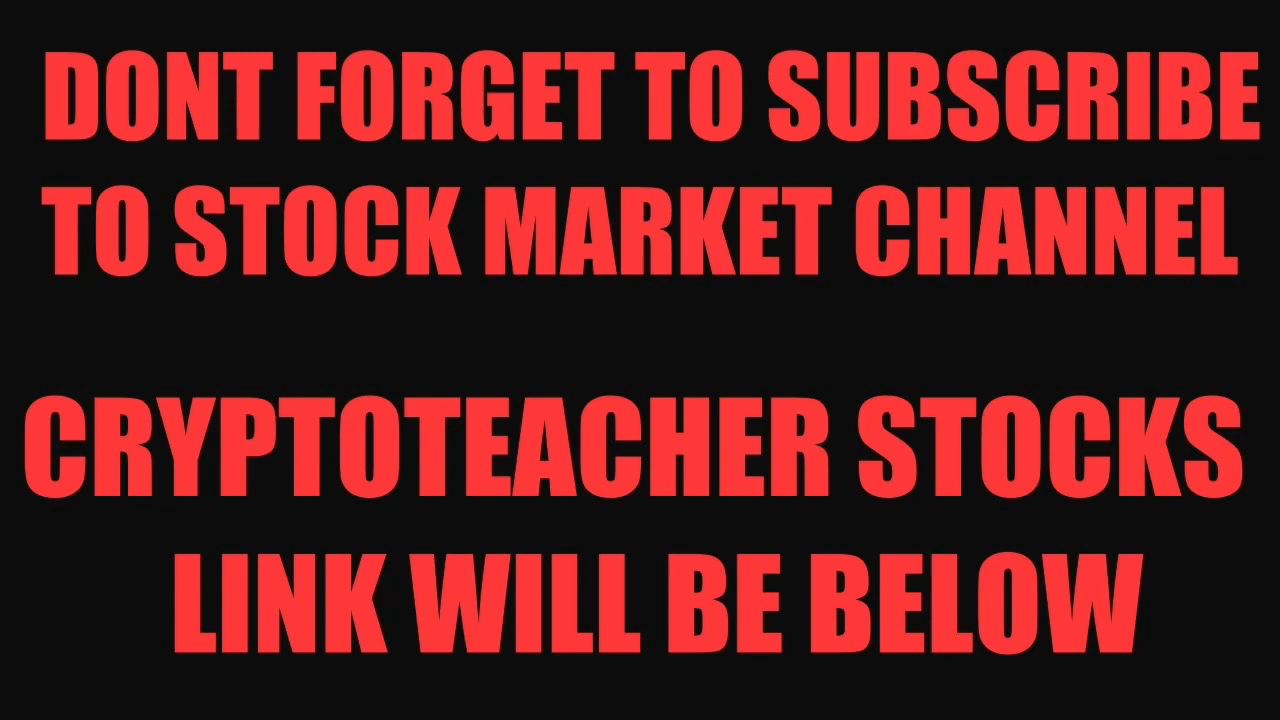 DONT FORGET TO SUBSCRIBE
TO STOCK MARKET CHANNEL
CRYPTOTEACHER STOCKS
LINK WILL BE BELOW